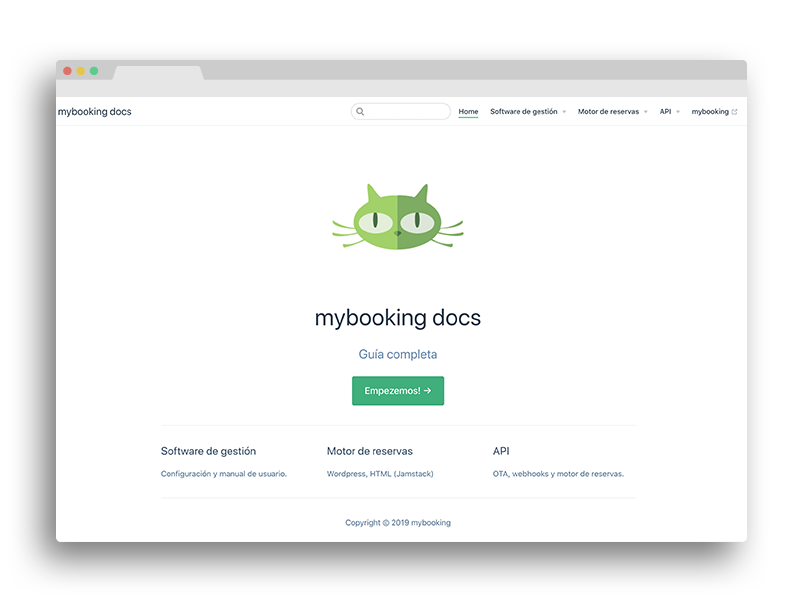 mybooking docs
Home Software de gestión Motor de reservas API mybooking
mybooking docs
Guía completa
Empezemos! →
Software de gestión Motor de reservas API
Configuración y manual de usuario. Wordpress, HTML (Jamstack) OTA, webhooks y motor de reservas.
Copyright © 2019 mybooking